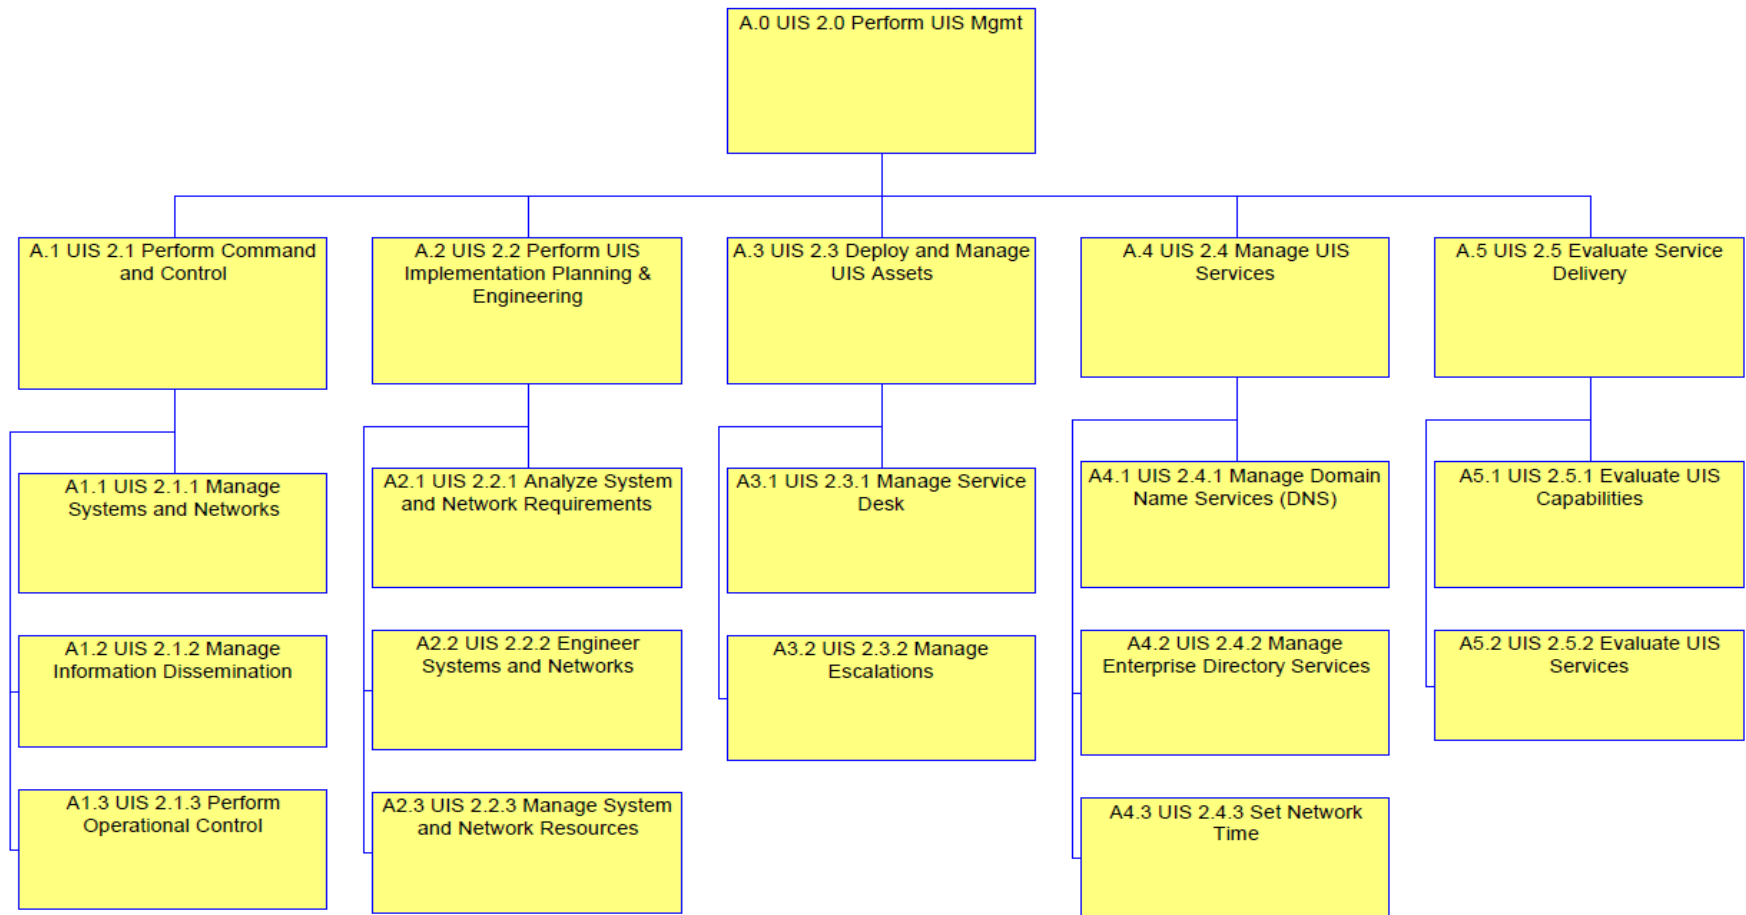 A.0 UIS 2.0 Perform UIS Mgmt
A.1 UIS 2.1 Perform Command
and Control
A.2 UIS 2.2 Perform UIS
Implementation Planning &
Engineering
A.3 UIS 2.3 Deploy and Manage
UIS Assets
A.4 UIS 2.4 Manage UIS
Services
A.5 UIS 2.5 Evaluate Service
Delivery
A1.1 UIS 2.1.1 Manage
Systems and Networks
A2.1 UIS 2.2.1 Analyze System
and Network Requirements
A3.1 UIS 2.3.1 Manage Service
Desk
A4.1 UIS 2.4.1 Manage Domain
Name Services (DNS)
A5.1 UIS 2.5.1 Evaluate UIS
Capabilities
A1.2 UIS 2.1.2 Manage
Information Dissemination
A2.2 UIS 2.2.2 Engineer
Systems and Networks
A3.2 UIS 2.3.2 Manage
Escalations
A4.2 UIS 2.4.2 Manage
Enterprise Directory Services
A5.2 UIS 2.5.2 Evaluate UIS
Services
A1.3 UIS 2.1.3 Perform
Operational Control
A2.3 UIS 2.2.3 Manage System
and Network Resources
A4.3 UIS 2.4.3 Set Network
Time